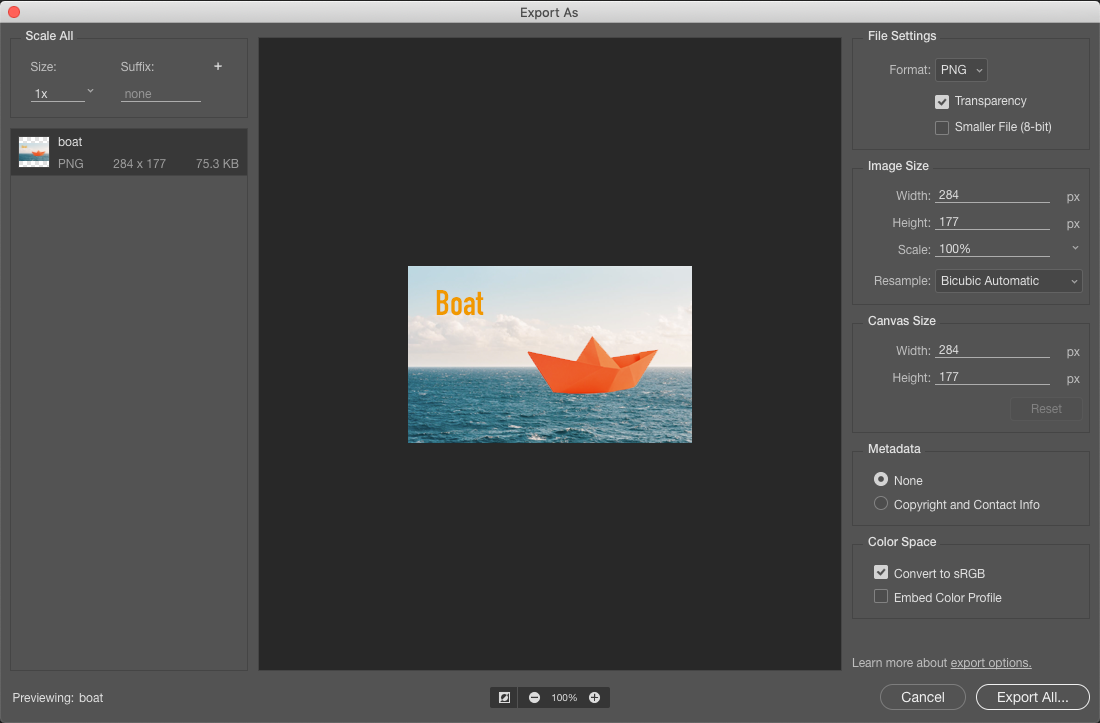 Export As
Scale All
Size:
Suffix:
+
1x
none
boat
PNG 284 x 177 75.3 KB
Boat
File Settings
Format: PNG
Transparency
Smaller File (8-bit)
Image Size
Width: 284 px
Height: 177 px
Scale: 100%
Resample: Bicubic Automatic
Canvas Size
Width: 284 px
Height: 177 px
Reset
Metadata
None
Copyright and Contact Info
Color Space
Convert to sRGB
Embed Color Profile
Learn more about export options.
Previewing: boat
100%
Cancel
Export All...